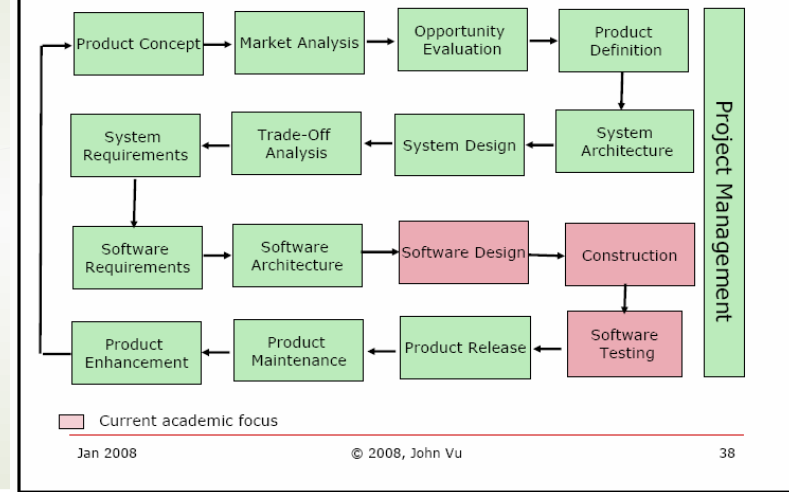 Product Concept
Market Analysis
Opportunity
Evaluation
Product
Definition
System
Requirements
Trade-Off
Analysis
System Design
System
Architecture
Software
Requirements
Software
Architecture
Software Design
Construction
Product
Enhancement
Product
Maintenance
Product Release
Software
Testing
Project Management
Current academic focus
Jan 2008
© 2008, John Vu
38